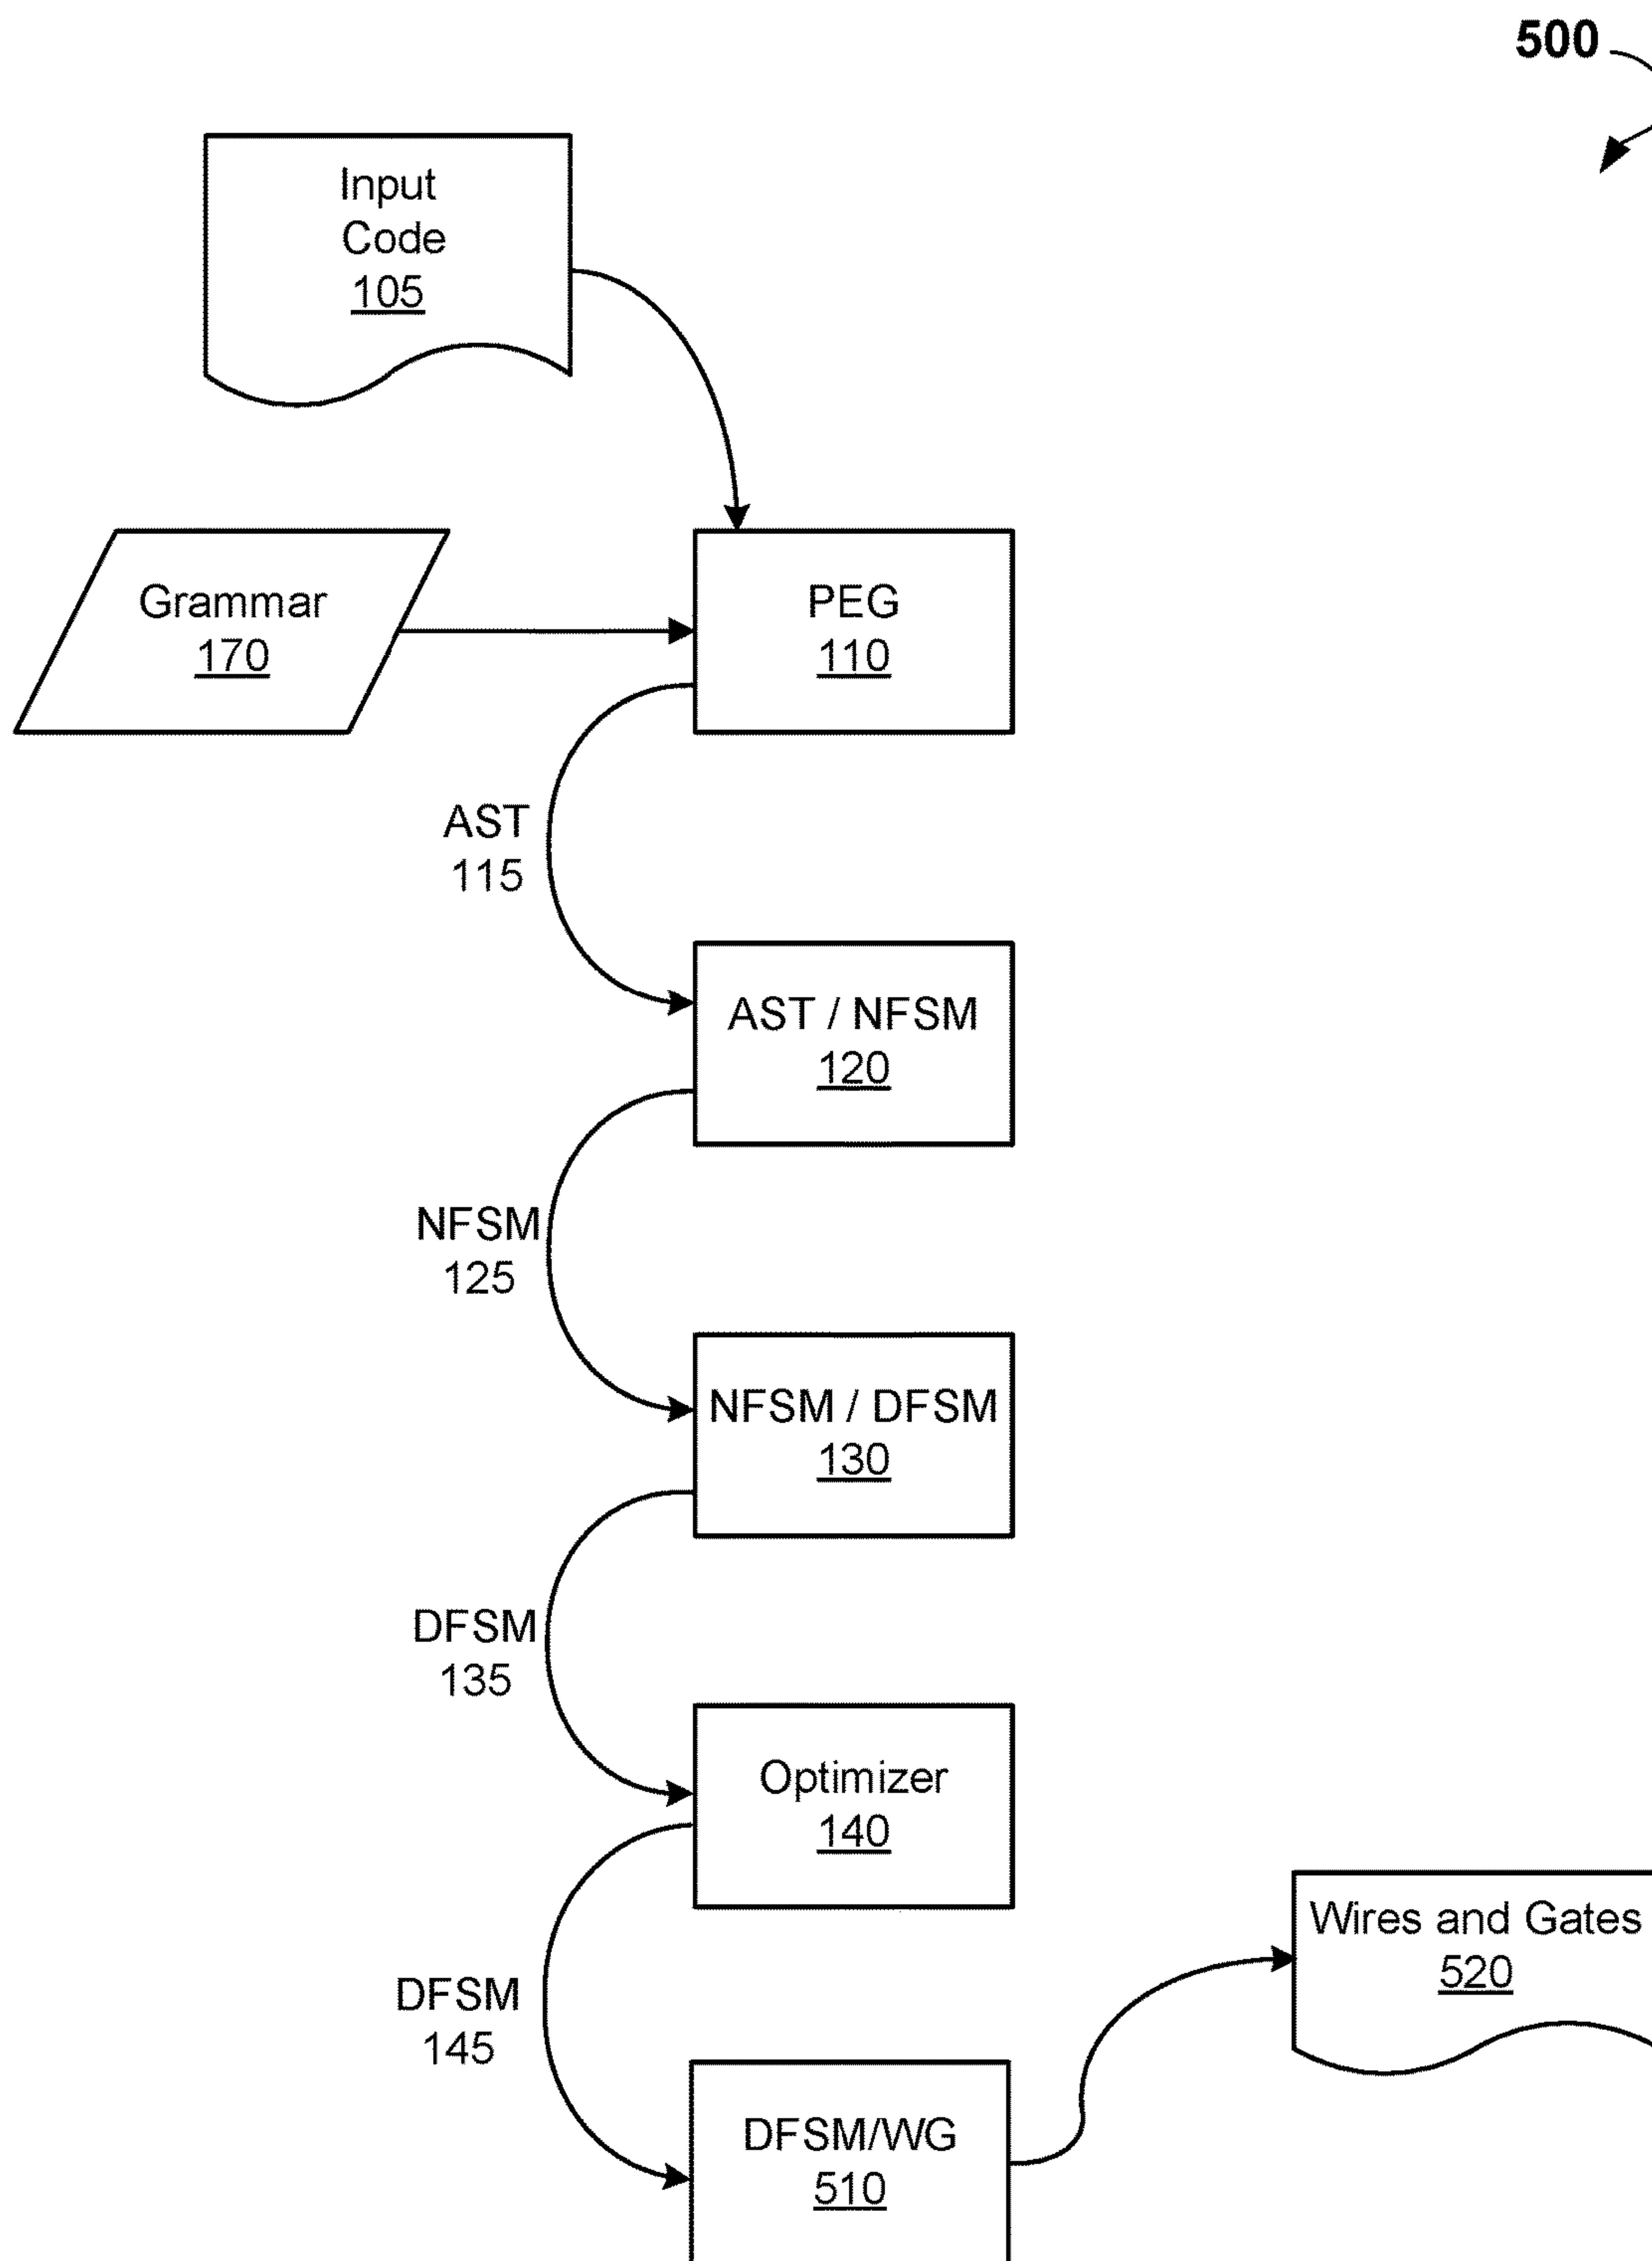 500
Input
Code
105
Grammar
170
PEG
110
AST
115
AST / NFSM
120
NFSM
125
NFSM / DFSM
130
DFSM
135
Optimizer
140
Wires and Gates
520
DFSM
145
DFSM/WG
510